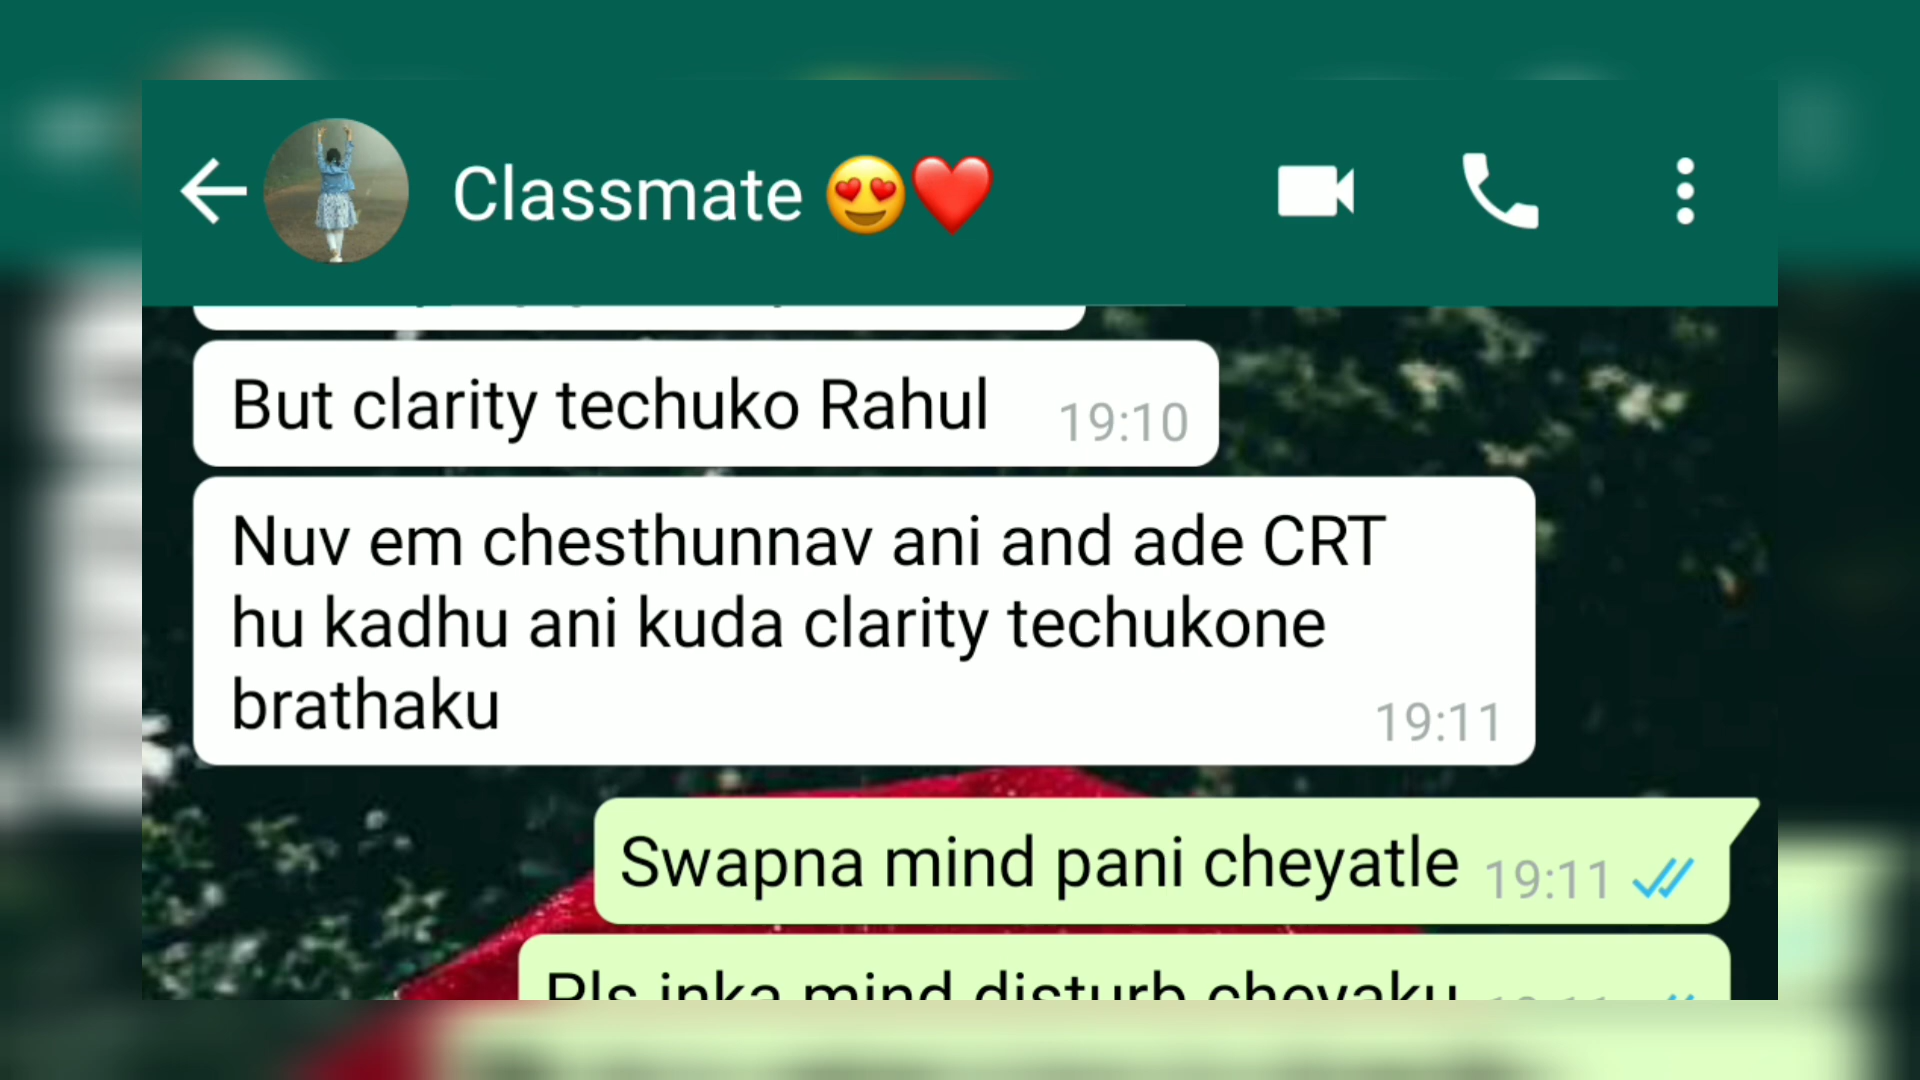 Classmate 😍❤️
But clarity techuko Rahul 19:10
Nuv em chesthunnav ani and ade CRT
hu kadhu ani kuda clarity techukone
brathaku 19:11
Swapna mind pani cheyatle 19:11
Pls inka mind disturb cheyaku